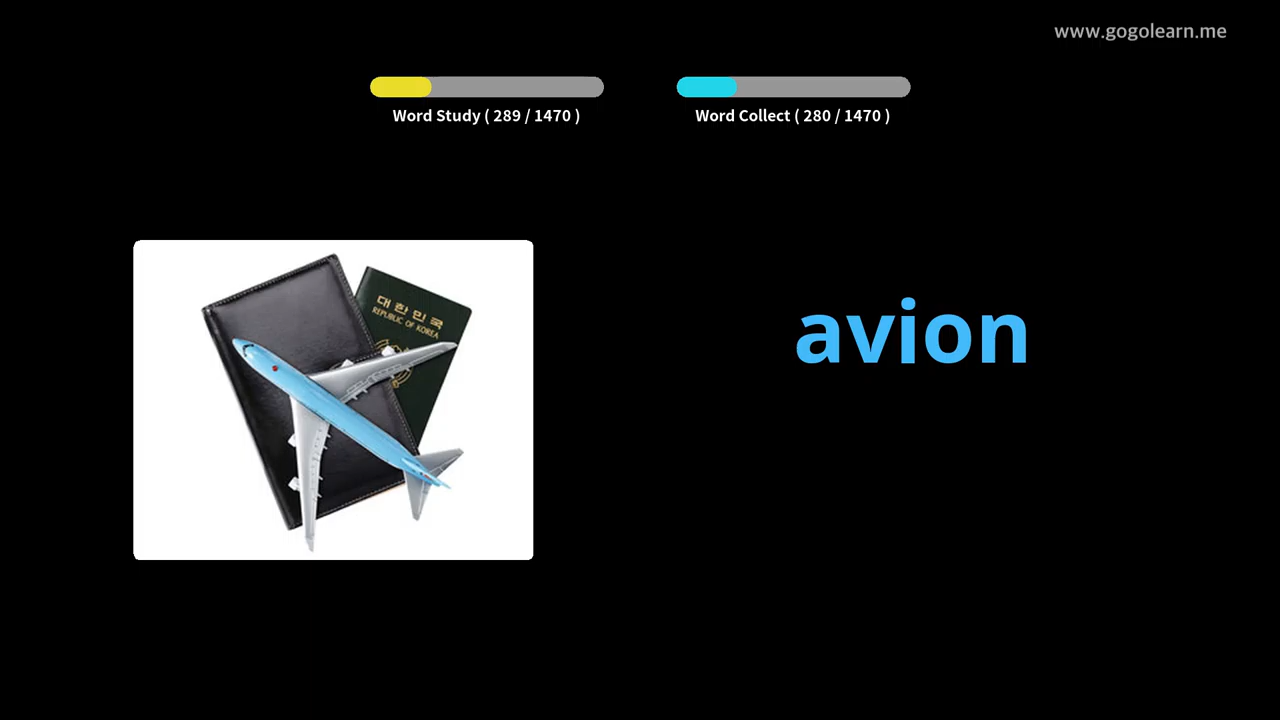 www.gogolearn.me
Word Study ( 289 / 1470 )
Word Collect ( 280 / 1470 )
대한민국
REPUBLIC OF KOREA
avion